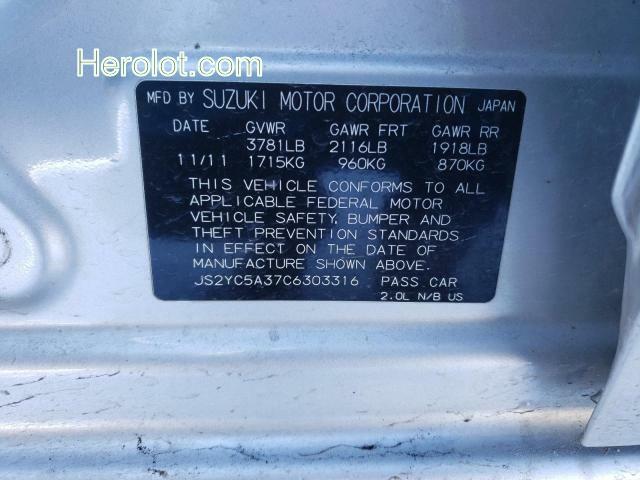 Herolot.com
MFD BY SUZUKI MOTOR CORPORATION JAPAN
DATE GVWR GAWR FRT GAWR RR
3781LB 2116LB 1918LB
11/11 1715KG 960KG 870KG
THIS VEHICLE CONFORMS TO ALL
APPLICABLE FEDERAL MOTOR
VEHICLE SAFETY, BUMPER AND
THEFT PREVENTION STANDARDS
IN EFFECT ON THE DATE OF
MANUFACTURE SHOWN ABOVE.
JS2YC5A37C6303316 PASS CAR
2.0L N/B US